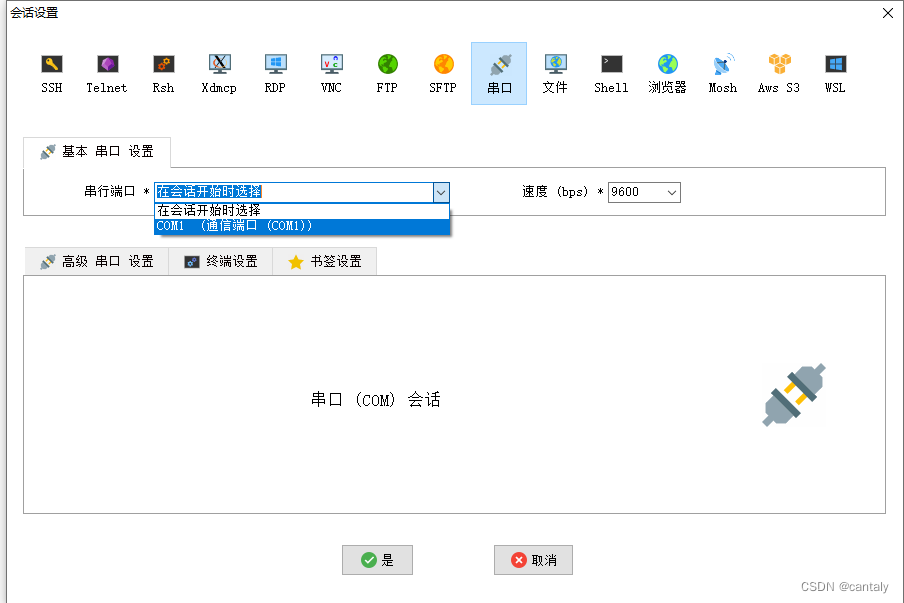 会话设置
SSH Telnet Rsh Xdmcp RDP VNC FTP SFTP 串口 文件 Shell 浏览器 Mosh Aws S3 WSL
基本 串口 设置
串行端口 * 在会话开始时选择 速度 (bps) * 9600
在会话开始时选择
COM1 (通信端口 (COM1))
高级 串口 设置 终端设置 书签设置
串口 (COM) 会话
是 取消
CSDN @cantaly